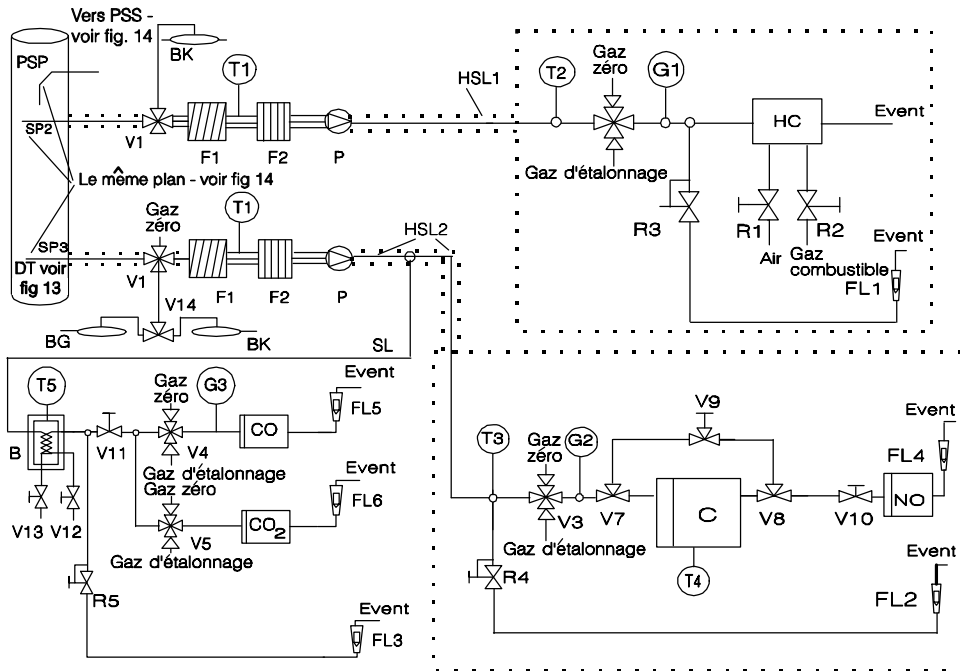 Vers PSS -
voir fig. 14
BK
PSP
T1
SP2
V1
F1
F2
P
HSL1
T2
Gaz
zéro
G1
HC
Event
Gaz d'étalonnage
R3
R1
R2
Air
Gaz
combustible
Event
FL1
Le même plan - voir fig 14
Gaz
zéro
T1
HSL2
SP3
DT voir
fig 13
V1
F1
F2
P
V14
BG
BK
SL
T5
B
V13
V12
V11
Gaz
zéro
G3
V4
CO
Event
FL5
Gaz d'étalonnage
Gaz zéro
V5
CO2
Event
FL6
Gaz d'étalonnage
R5
Event
FL3
T3
Gaz
zéro
G2
V3
Gaz d'étalonnage
V7
V9
C
T4
V8
V10
NO
Event
FL4
R4
Event
FL2